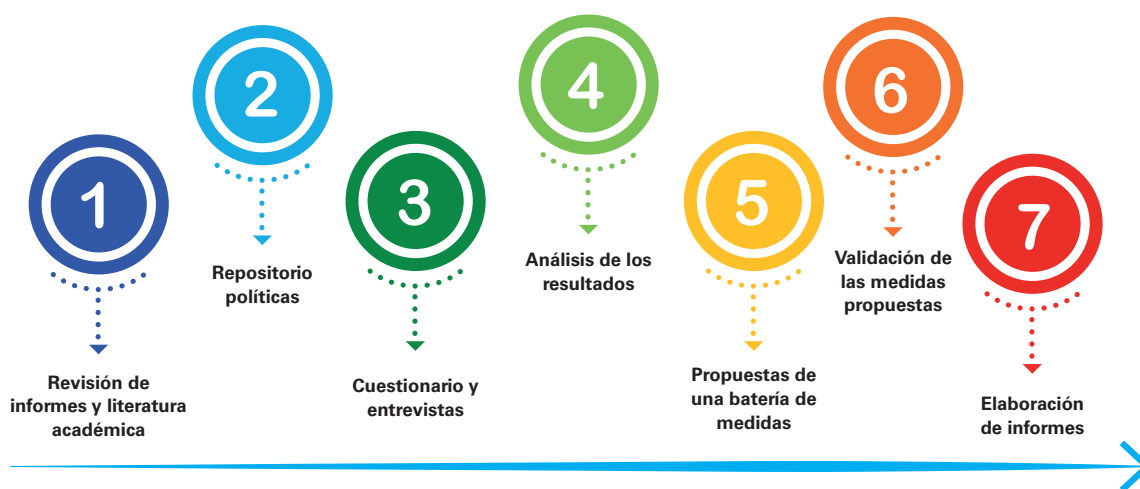 1
Revisión de
informes y literatura
académica
2
Repositorio
políticas
3
Cuestionario y
entrevistas
4
Análisis de los
resultados
5
Propuestas de
una batería de
medidas
6
Validación de
las medidas
propuestas
7
Elaboración
de informes